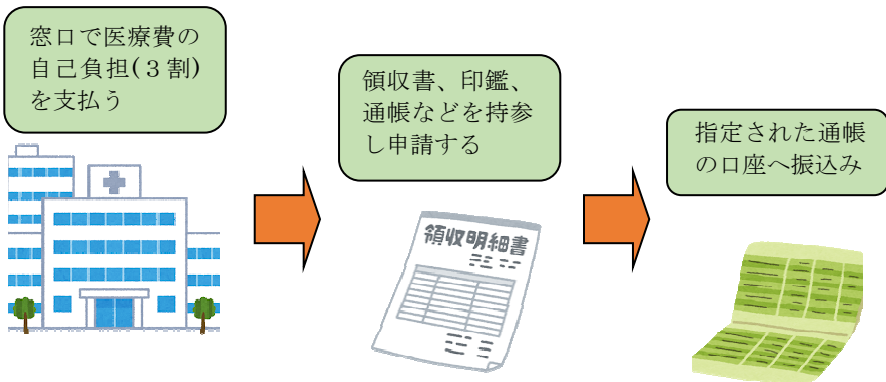 窓口で医療費の
自己負担(３割)
を支払う
領収書、印鑑、
通帳などを持参
し申請する
領収明細書
指定された通帳
の口座へ振込み